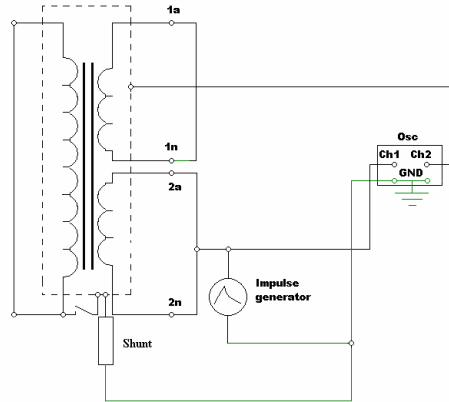 1a
Osc
Ch1 Ch2
GND
1n
2a
Impulse
generator
2n
Shunt